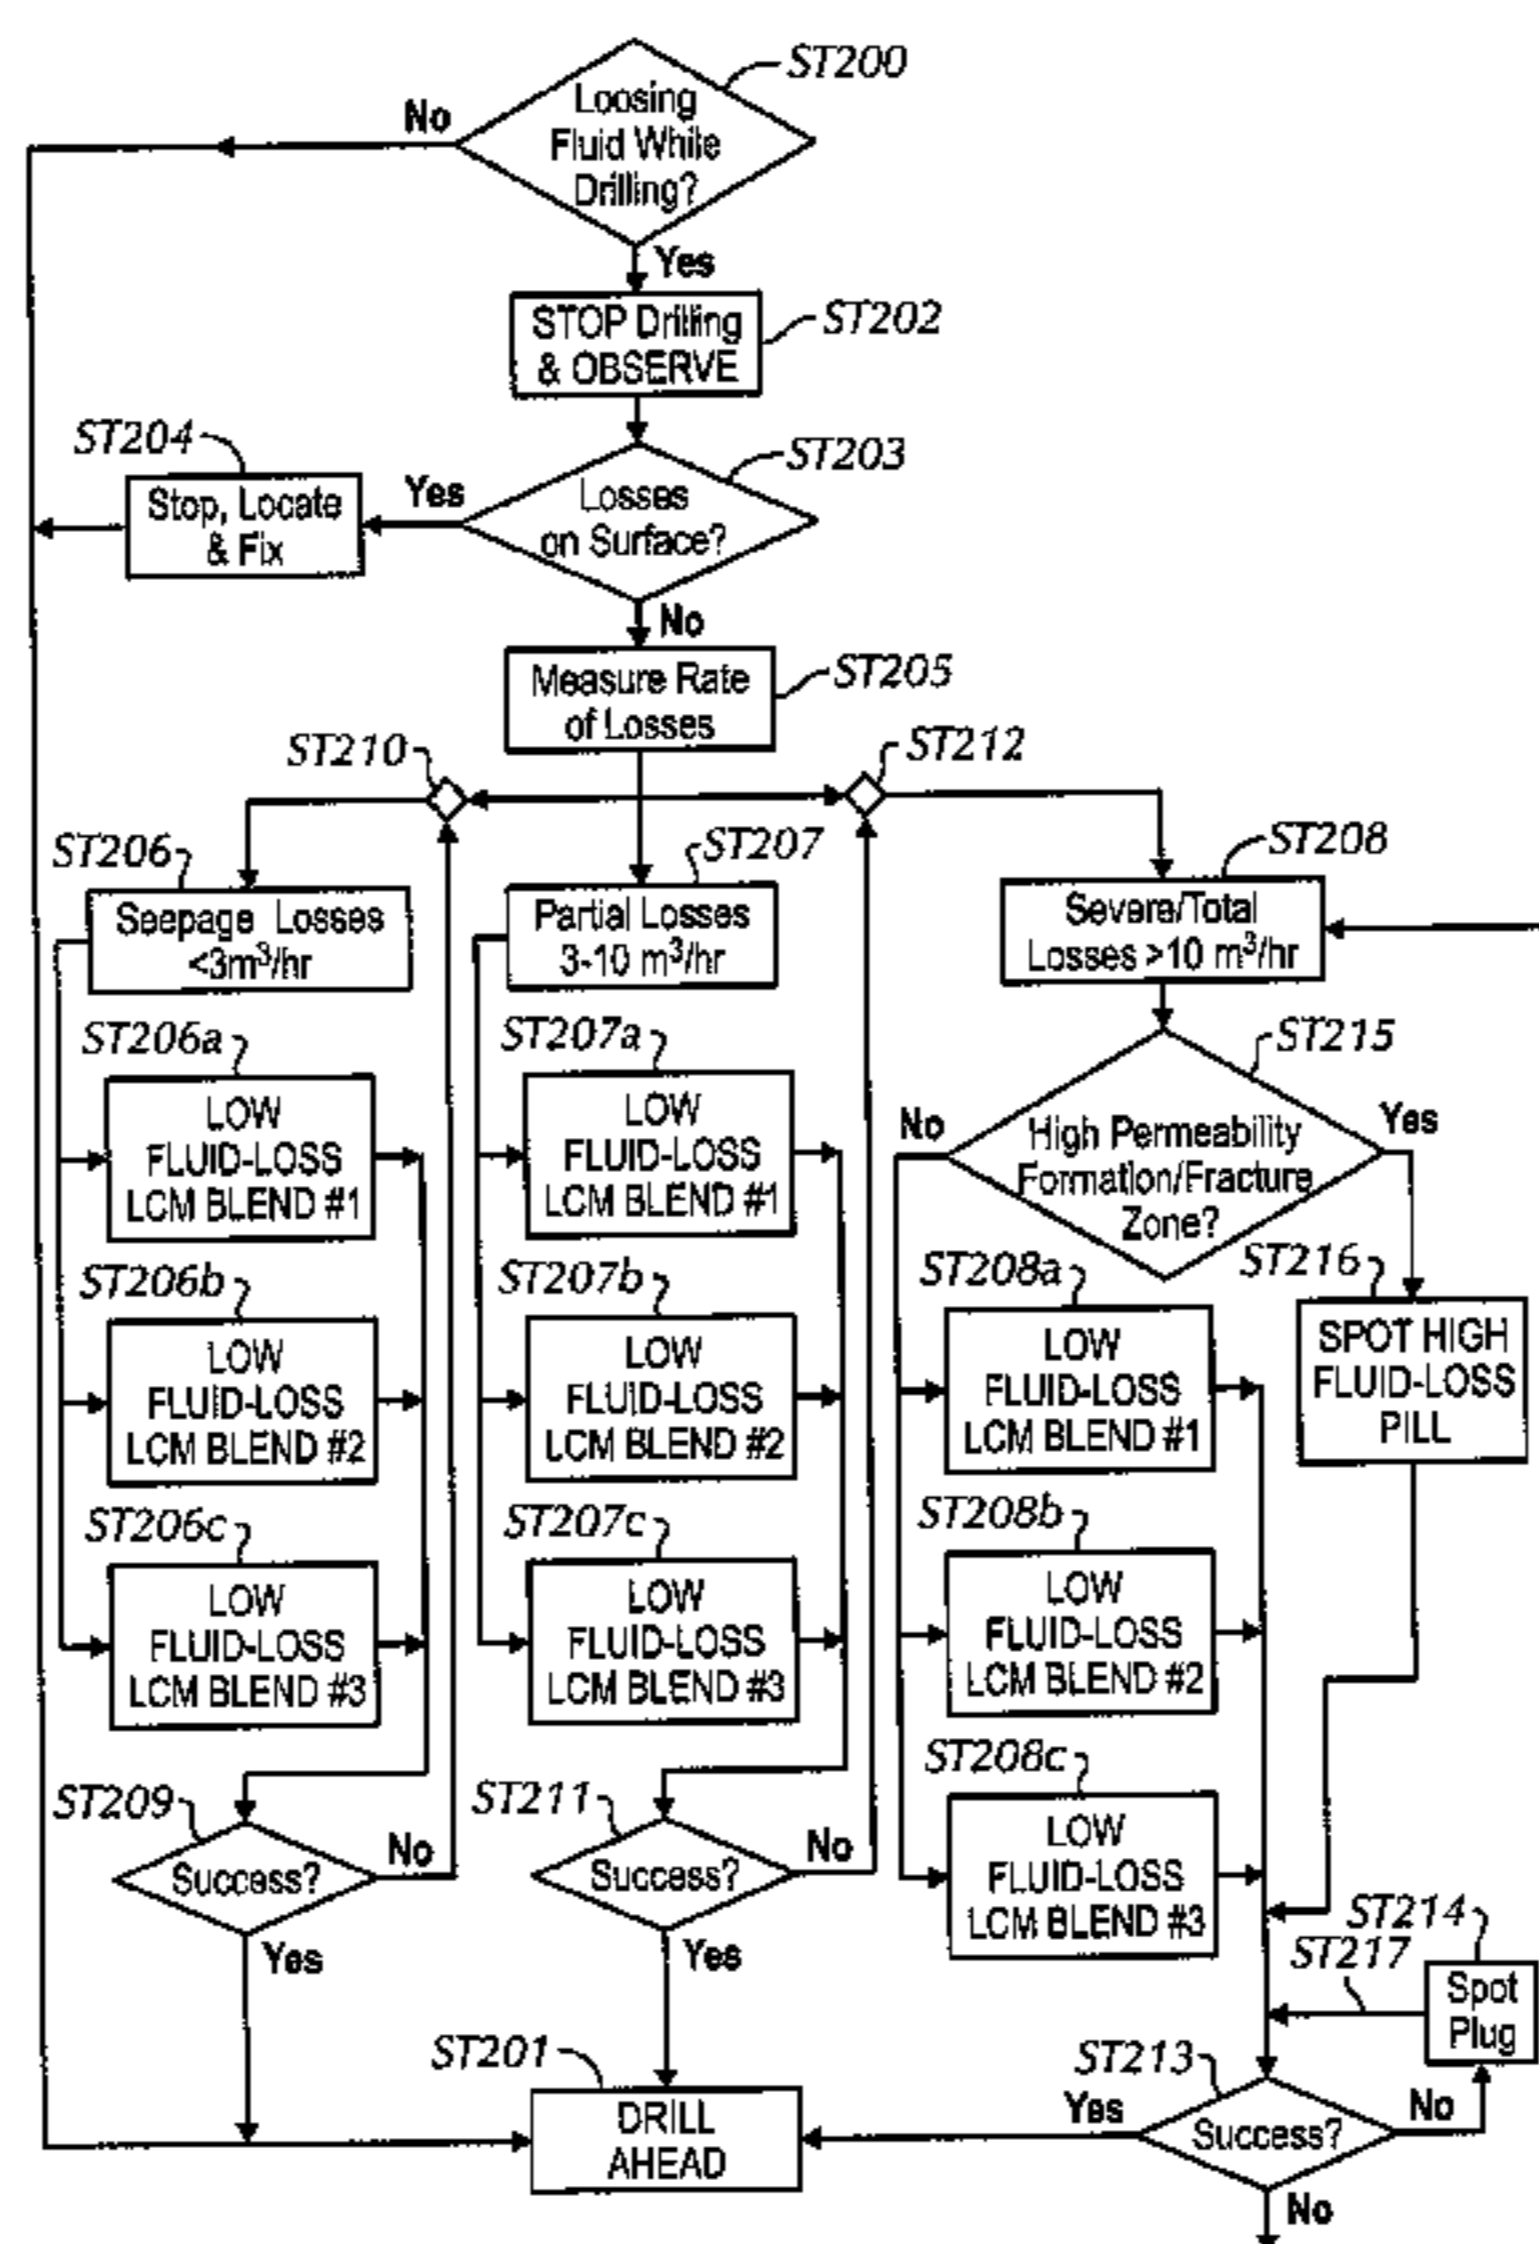 ST200
Loosing
Fluid While
Drilling?
No
Yes
STOP Drilling
& OBSERVE
ST202
ST204
Stop, Locate
& Fix
Yes
ST203
Losses
on Surface?
No
Measure Rate
of Losses
ST205
ST210
ST212
ST206
Seepage Losses
<3m³/hr
ST207
Partial Losses
3-10 m³/hr
ST208
Severe/Total
Losses >10 m³/hr
ST206a
LOW
FLUID-LOSS
LCM BLEND #1
ST206b
LOW
FLUID-LOSS
LCM BLEND #2
ST206c
LOW
FLUID-LOSS
LCM BLEND #3
ST207a
LOW
FLUID-LOSS
LCM BLEND #1
ST207b
LOW
FLUID-LOSS
LCM BLEND #2
ST207c
LOW
FLUID-LOSS
LCM BLEND #3
ST215
No
High Permeability
Formation/Fracture
Zone?
Yes
ST208a
LOW
FLUID-LOSS
LCM BLEND #1
ST216
SPOT HIGH
FLUID-LOSS
PILL
ST208b
LOW
FLUID-LOSS
LCM BLEND #2
ST208c
LOW
FLUID-LOSS
LCM BLEND #3
ST209
Success?
No
Yes
ST211
Success?
No
Yes
ST214
ST217
Spot
Plug
ST201
DRILL
AHEAD
ST213
Yes
Success?
No
No